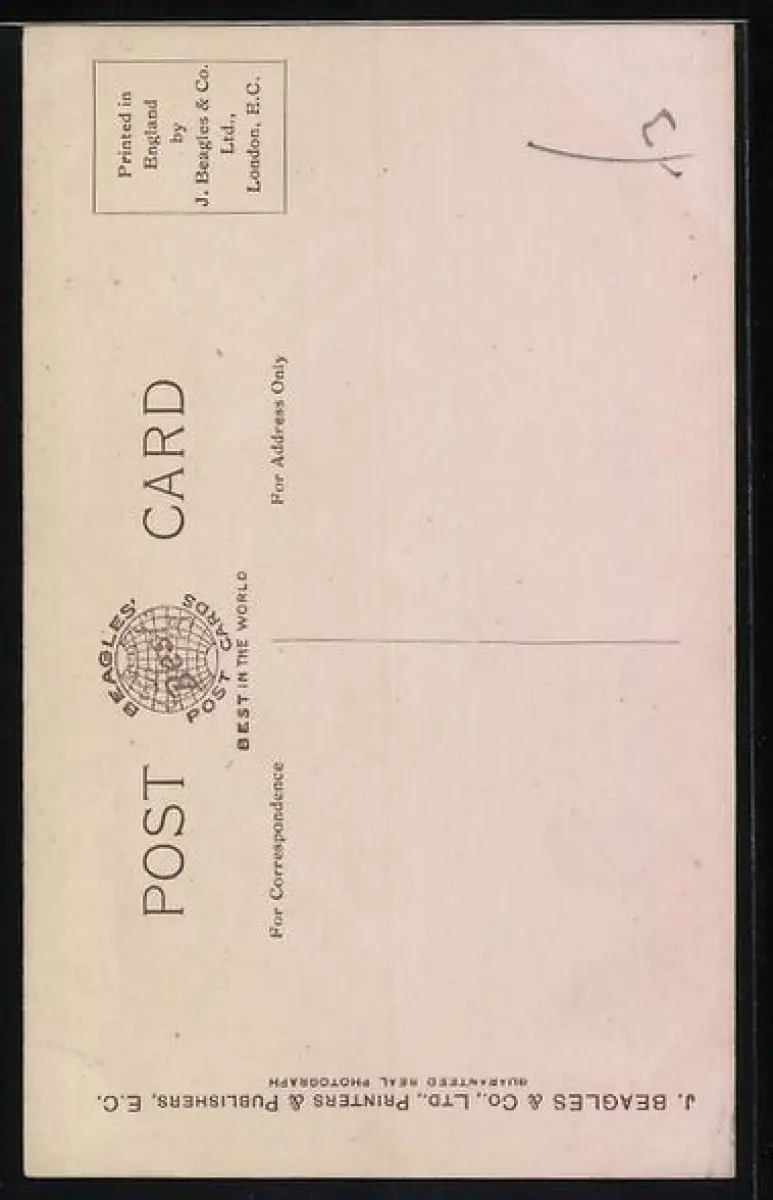 POST CARD
BEAGLES'
POST CARDS
BEST IN THE WORLD
Printed in
England
by
J. Beagles & Co.
Ltd.,
London, E.C.
For Correspondence
For Address Only
J. BEAGLES & CO., LTD., PRINTERS & PUBLISHERS, E.C.
GUARANTEED REAL PHOTOGRAPH